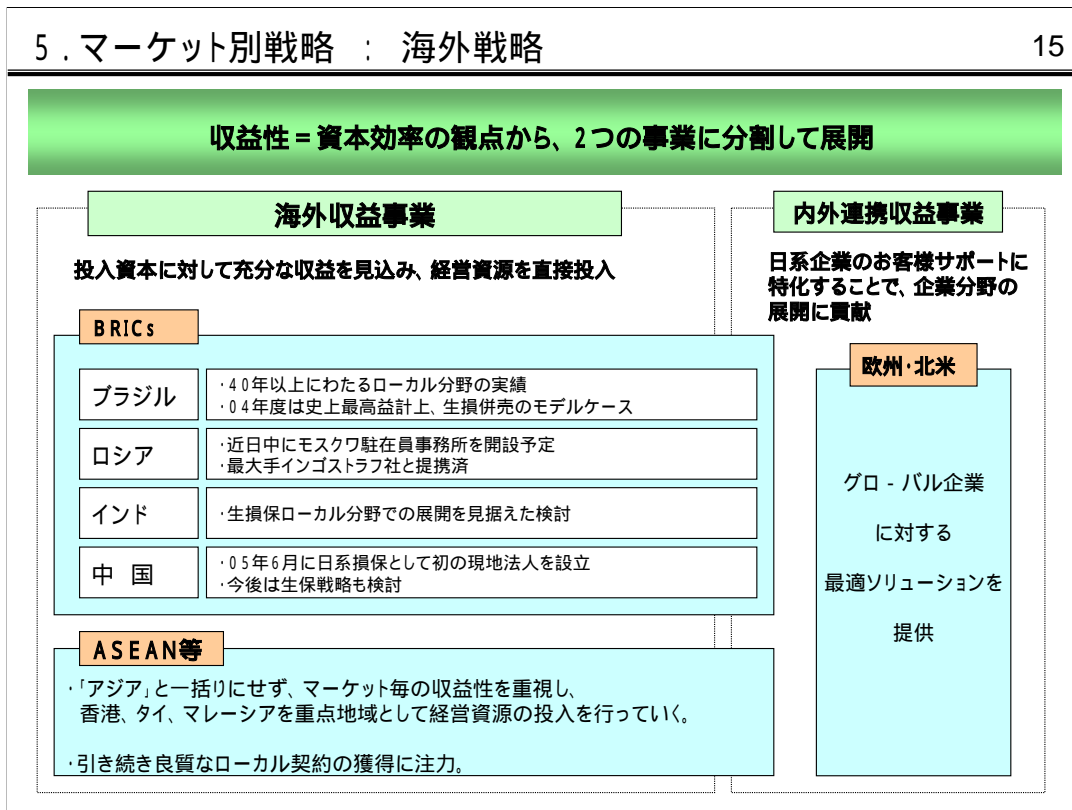 5．マーケット別戦略 ： 海外戦略
15
収益性＝資本効率の観点から、2つの事業に分割して展開
海外収益事業
投入資本に対して充分な収益を見込み、経営資源を直接投入
BRICs
ブラジル
・40年以上にわたるローカル分野の実績
・04年度は史上最高益計上、生損併売のモデルケース
ロシア
・近日中にモスクワ駐在員事務所を開設予定
・最大手インゴストラフ社と提携済
インド
・生損保ローカル分野での展開を見据えた検討
中 国
・05年6月に日系損保として初の現地法人を設立
・今後は生保戦略も検討
ASEAN等
・「アジア」と一括りにせず、マーケット毎の収益性を重視し、
香港、タイ、マレーシアを重点地域として経営資源の投入を行っていく。
・引き続き良質なローカル契約の獲得に注力。
内外連携収益事業
日系企業のお客様サポートに
特化することで、企業分野の
展開に貢献
欧州・北米
グロ－バル企業
に対する
最適ソリューションを
提供